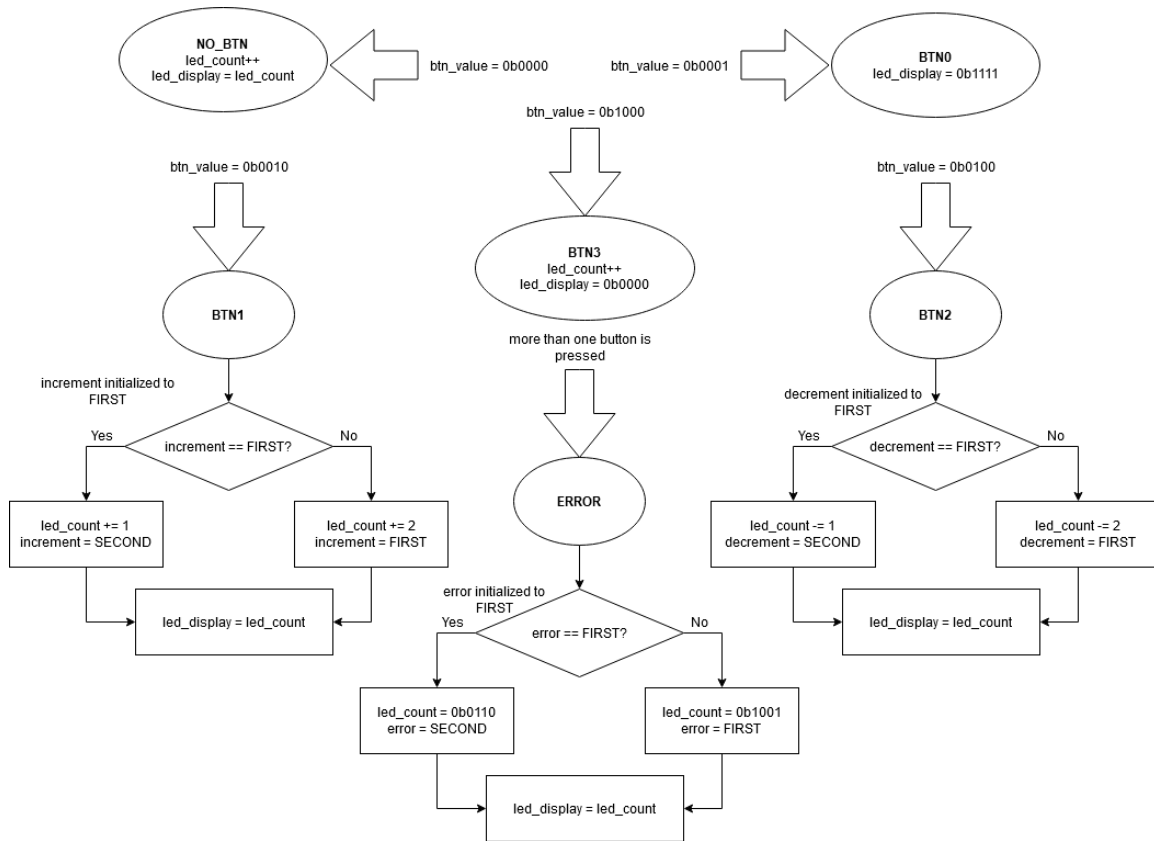 NO_BTN
led_count++
led_display = led_count
btn_value = 0b0000
btn_value = 0b0001
BTN0
led_display = 0b1111
btn_value = 0b1000
btn_value = 0b0010
btn_value = 0b0100
BTN3
led_count++
led_display = 0b0000
BTN1
BTN2
more than one button is
pressed
increment initialized to
FIRST
Yes
increment == FIRST?
No
decrement initialized to
FIRST
Yes
decrement == FIRST?
No
led_count += 1
increment = SECOND
led_count += 2
increment = FIRST
led_display = led_count
ERROR
led_count -= 1
decrement = SECOND
led_count -= 2
decrement = FIRST
led_display = led_count
error initialized to
FIRST
Yes
error == FIRST?
No
led_count = 0b0110
error = SECOND
led_count = 0b1001
error = FIRST
led_display = led_count